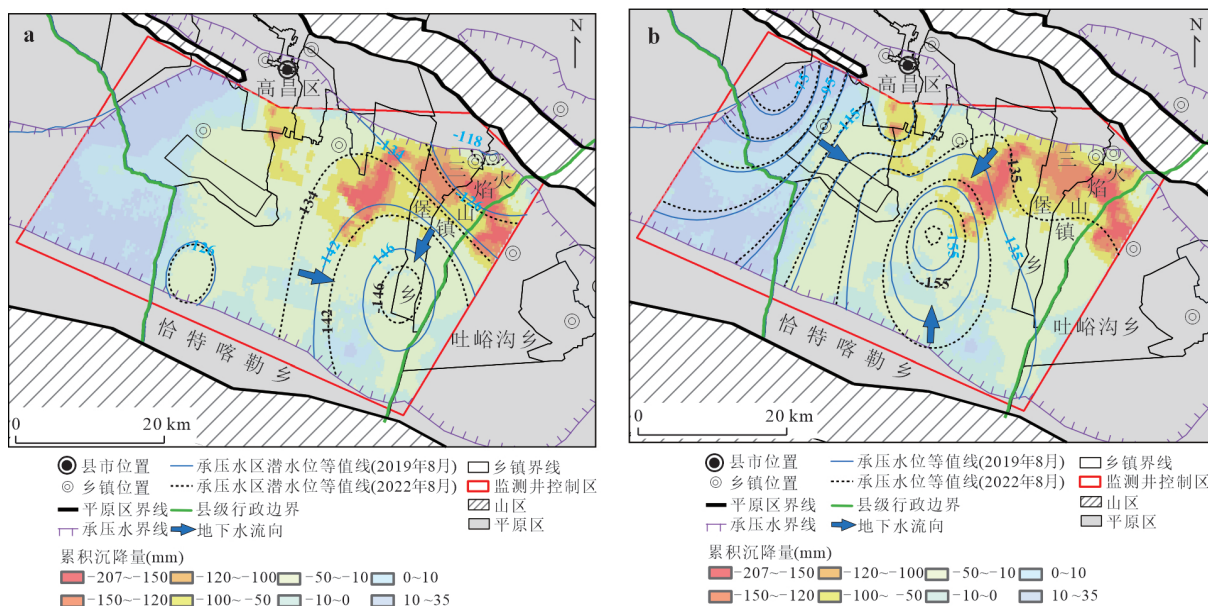 a
N
高昌区
-118
-134
三
火
焰
山
堡
镇
-134
-142
-146
-126
-142
-146
乡
恰特喀勒乡
吐峪沟乡
0 20 km
县市位置
乡镇位置
平原区界线
承压水界线
承压水区潜水位等值线(2019年8月)
承压水区潜水位等值线(2022年8月)
县级行政边界
地下水流向
乡镇界线
监测井控制区
山区
平原区
累积沉降量(mm)
-207~-150 -120~-100 -50~-10 0~10
-150~-120 -100~-50 -10~0 10~35
b
N
高昌区
-95
-115
三
火
焰
山
堡
镇
-135
-155
-135
-155
乡
恰特喀勒乡
吐峪沟乡
0 20 km
县市位置
乡镇位置
平原区界线
承压水界线
承压水位等值线(2019年8月)
承压水位等值线(2022年8月)
县级行政边界
地下水流向
乡镇界线
监测井控制区
山区
平原区
累积沉降量(mm)
-207~-150 -120~-100 -50~-10 0~10
-150~-120 -100~ -50 -10~0 10~35